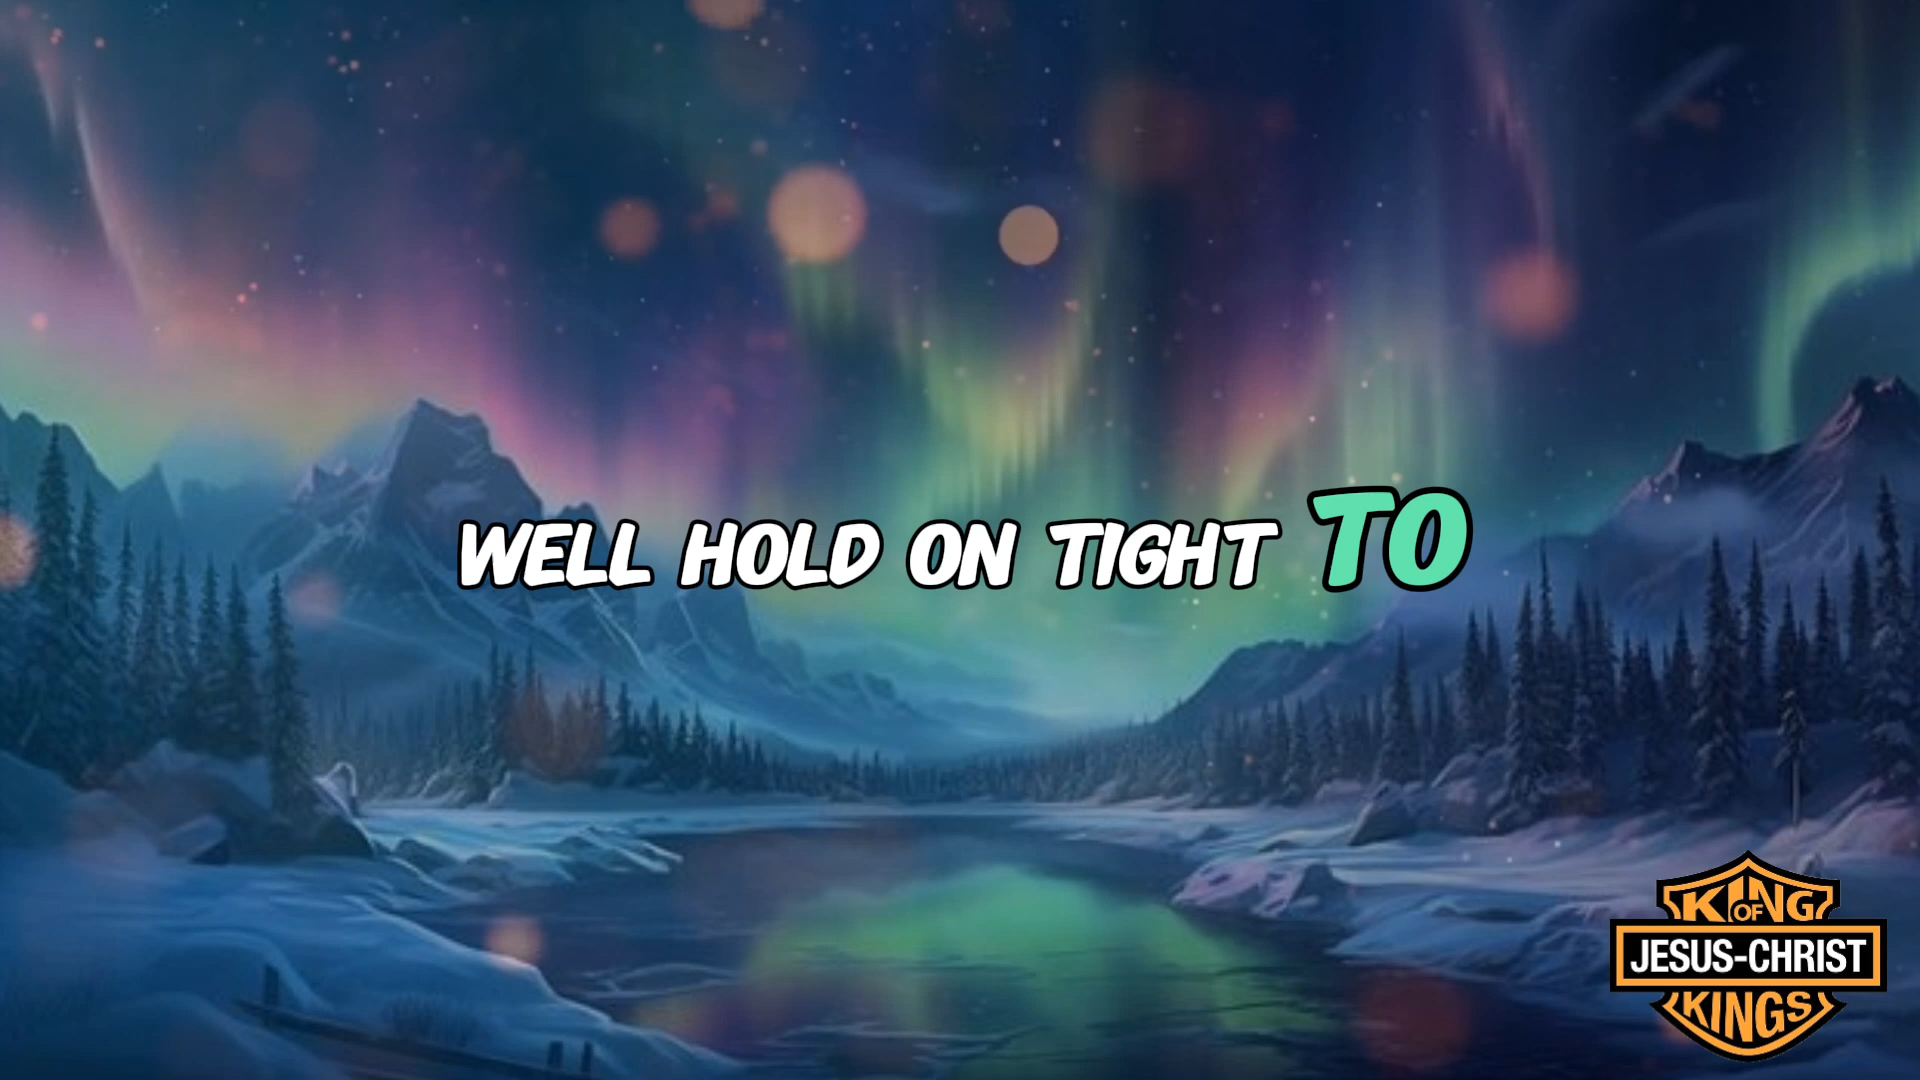 WELL HOLD ON TIGHT TO
KING
OF
JESUS-CHRIST
KINGS